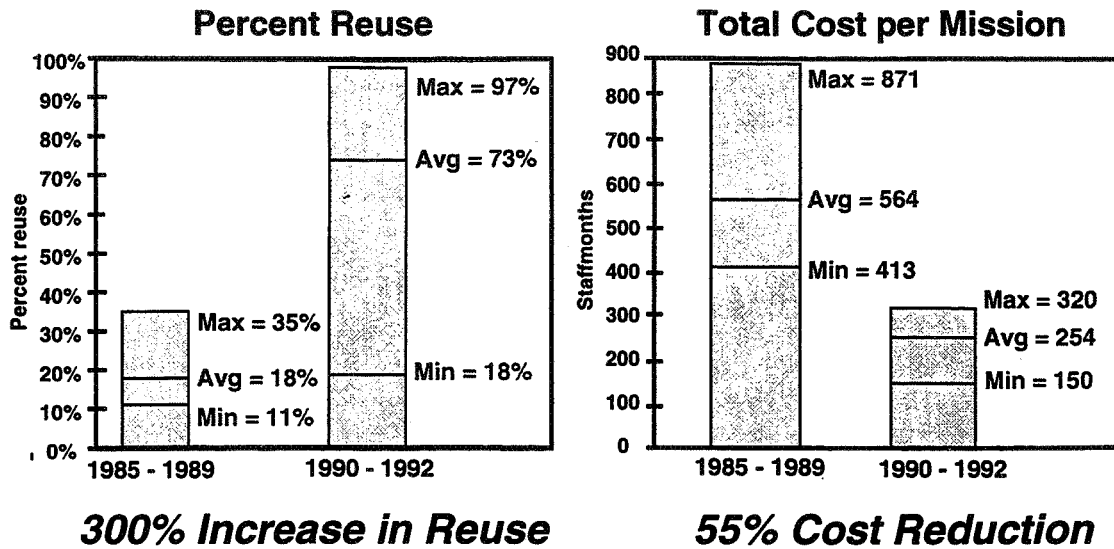 Percent Reuse
Percent reuse
100%
90%
80%
70%
60%
50%
40%
30%
20%
10%
0%
Max = 35%
Avg = 18%
Min = 11%
Max = 97%
Avg = 73%
Min = 18%
1985 - 1989
1990 - 1992
300% Increase in Reuse
Total Cost per Mission
Staffmonths
900
800
700
600
500
400
300
200
100
0
Max = 871
Avg = 564
Min = 413
Max = 320
Avg = 254
Min = 150
1985 - 1989
1990 - 1992
55% Cost Reduction